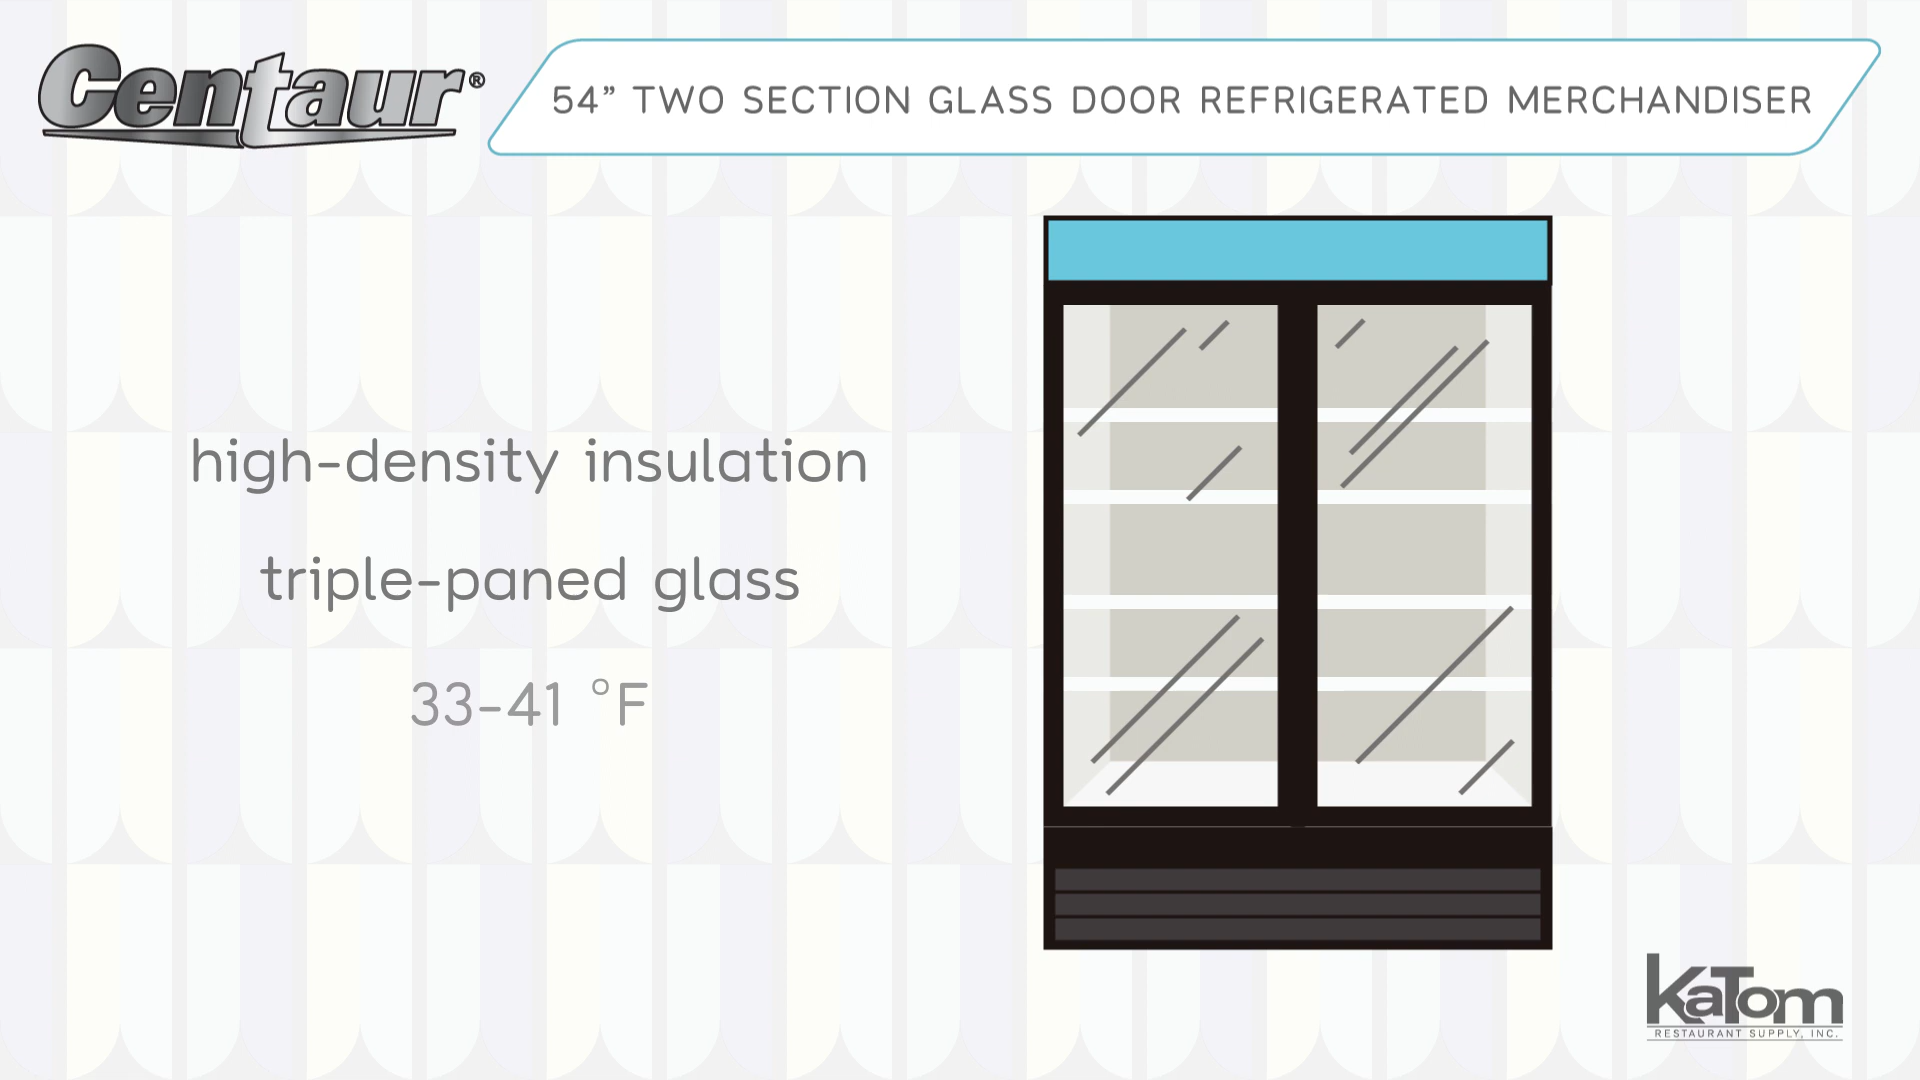 Centaur®
54” TWO SECTION GLASS DOOR REFRIGERATED MERCHANDISER
high-density insulation
triple-paned glass
33-41 °F
KaTom
RESTAURANT SUPPLY, INC.